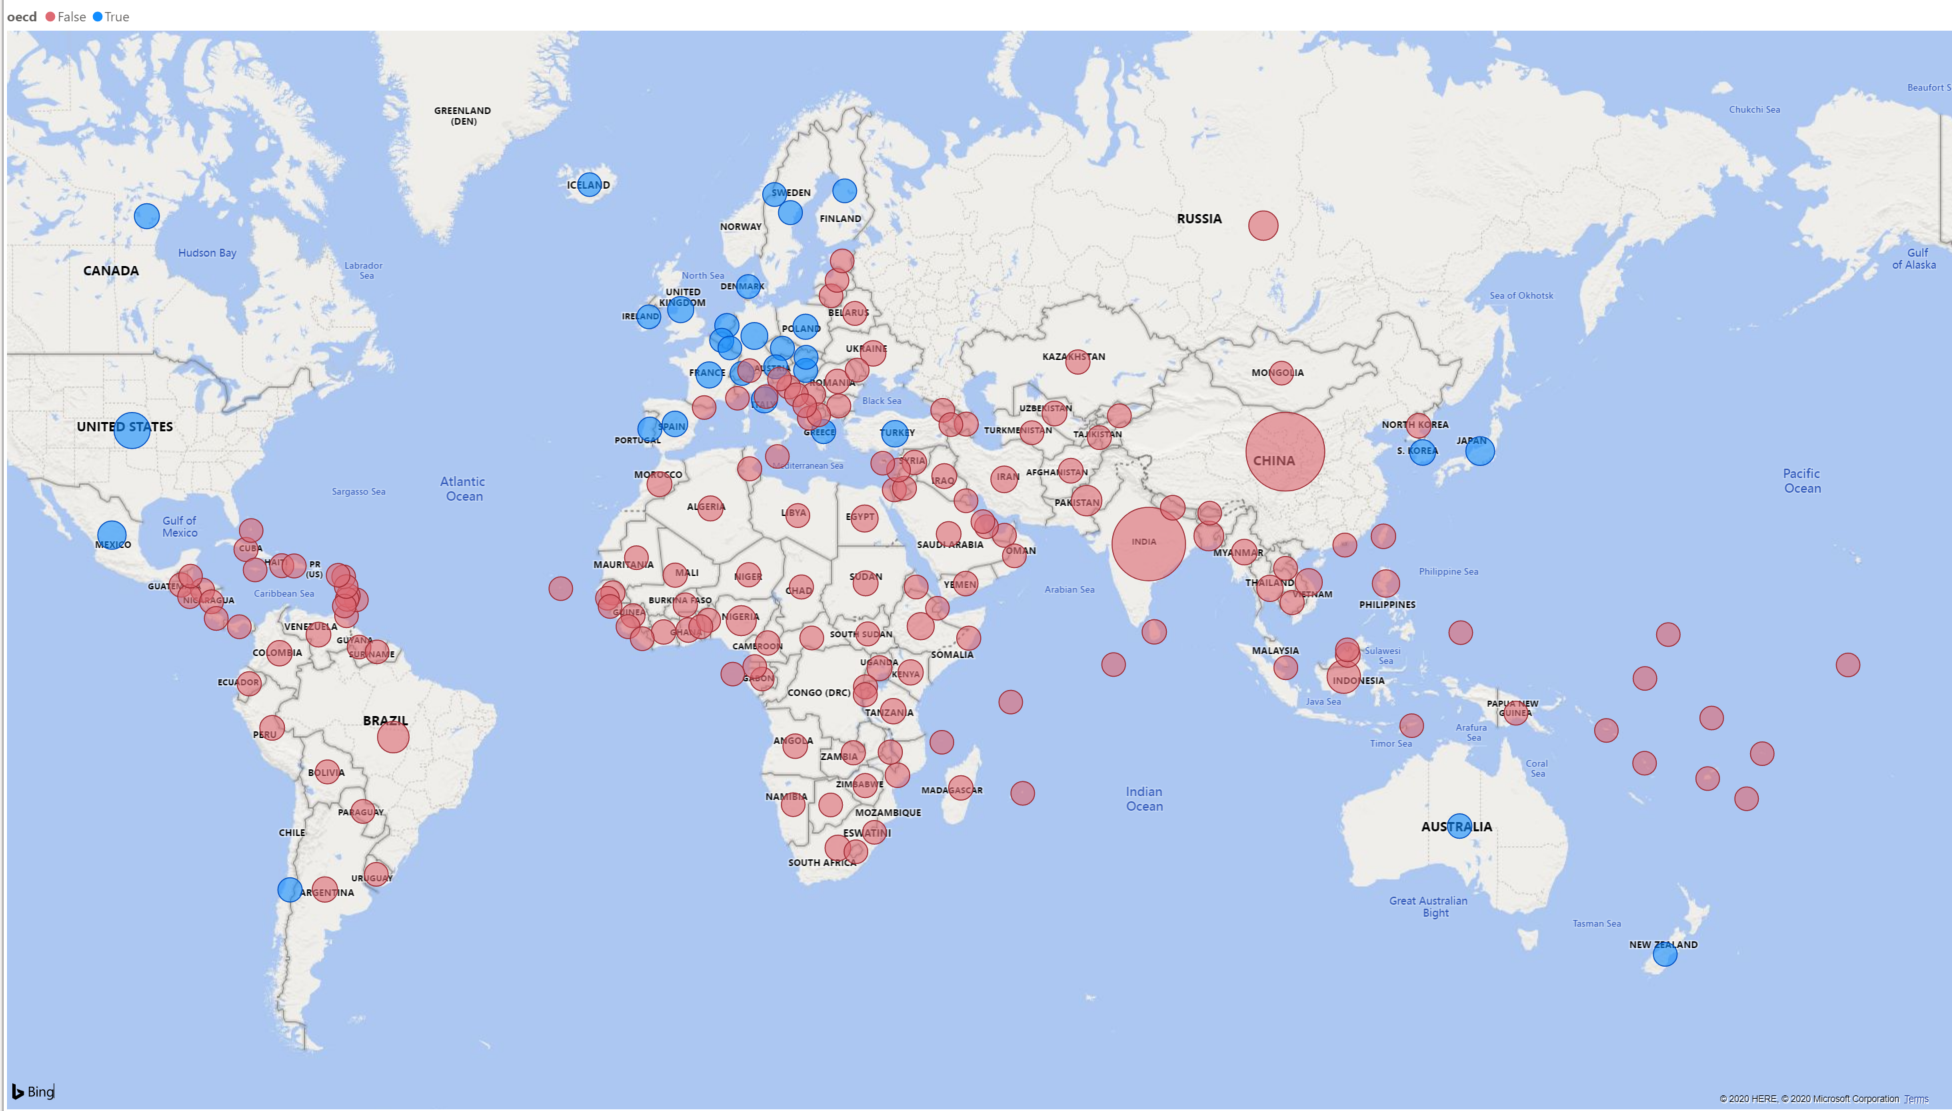 oecd False True
GREENLAND
(DEN)
Beaufort S
Chukchi Sea
ICELAND
SWEDEN
FINLAND
NORWAY
RUSSIA
Hudson Bay
CANADA
Labrador
Sea
North Sea
DENMARK
UNITED
KINGDOM
IRELAND
Gulf
of Alaska
Sea of Okhotsk
BELARUS
POLAND
UKRAINE
KAZAKHSTAN
MONGOLIA
FRANCE
AUSTRIA
ROMANIA
Black Sea
ITALY
UZBEKISTAN
UNITED STATES
PORTUGAL
SPAIN
GREECE
TURKEY
TURKMENISTAN
TAJIKISTAN
NORTH KOREA
S. KOREA
JAPAN
CHINA
Mediterranean Sea
SYRIA
MOROCCO
IRAQ
IRAN
AFGHANISTAN
PAKISTAN
Atlantic
Ocean
Sargasso Sea
Pacific
Ocean
ALGERIA
LIBYA
EGYPT
Gulf of
Mexico
MEXICO
CUBA
HAITI
PR
(US)
SAUDI ARABIA
OMAN
INDIA
MYANMAR
MAURITANIA
MALI
NIGER
CHAD
SUDAN
YEMEN
Arabian Sea
THAILAND
VIETNAM
Philippine Sea
PHILIPPINES
Caribbean Sea
NICARAGUA
BURKINA FASO
GUINEA
GHANA
NIGERIA
VENEZUELA
GUYANA
SURINAME
COLOMBIA
CAMEROON
SOUTH SUDAN
SOMALIA
MALAYSIA
Sulawesi
Sea
ECUADOR
GABON
UGANDA
KENYA
CONGO (DRC)
INDONESIA
Java Sea
TANZANIA
PAPUA NEW
GUINEA
BRAZIL
PERU
ANGOLA
ZAMBIA
Timor Sea
Arafura
Sea
Coral
Sea
BOLIVIA
ZIMBABWE
NAMIBIA
MADAGASCAR
Indian
Ocean
PARAGUAY
MOZAMBIQUE
CHILE
ESWATINI
SOUTH AFRICA
AUSTRALIA
URUGUAY
ARGENTINA
Great Australian
Bight
Tasman Sea
NEW ZEALAND
Bing
© 2020 HERE, © 2020 Microsoft Corporation Terms